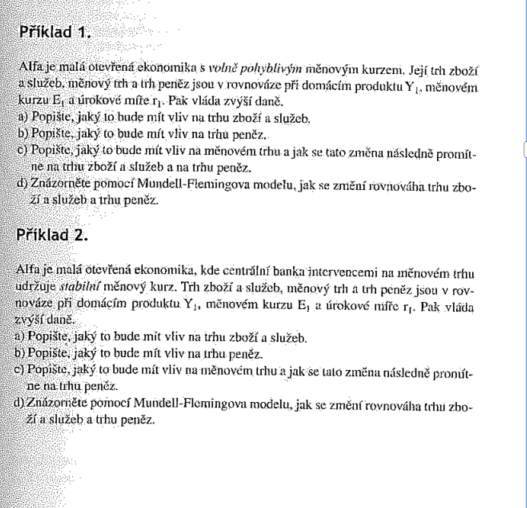 Příklad 1.
Alfa je malá otevřená ekonomika s volně pohyblivým měnovým kurzem. Její trh zboží
a služeb, měnový trh a trh peněz jsou v rovnováze při domácím produktu Y₁, měnovém
kurzu E₁ a úrokové míře r₁. Pak vláda zvýší daně.
a) Popište, jaký to bude mít vliv na trhu zboží a služeb.
b) Popište, jaký to bude mít vliv na trhu peněz.
c) Popište, jaký to bude mít vliv na měnovém trhu a jak se tato změna následně promít-
ne na trhu zboží a služeb a na trhu peněz.
d) Znázorněte pomocí Mundell-Flemingova modelu, jak se změní rovnováha trhu zbo-
ží a služeb a trhu peněz.
Příklad 2.
Alfa je malá otevřená ekonomika, kde centrální banka intervencemi na měnovém trhu
udržuje stabilní měnový kurz. Trh zboží a služeb, měnový trh a trh peněz jsou v rov-
nováze při domácím produktu Y₁, měnovém kurzu E₁ a úrokové míře r₁. Pak vláda
zvýší daně.
a) Popište, jaký to bude mít vliv na trhu zboží a služeb.
b) Popište, jaký to bude mít vliv na trhu peněz.
c) Popište, jaký to bude mít vliv na měnovém trhu a jak se tato změna následně promít-
ne na trhu peněz.
d) Znázorněte pomocí Mundell-Flemingova modelu, jak se změní rovnováha trhu zbo-
ží a služeb a trhu peněz.